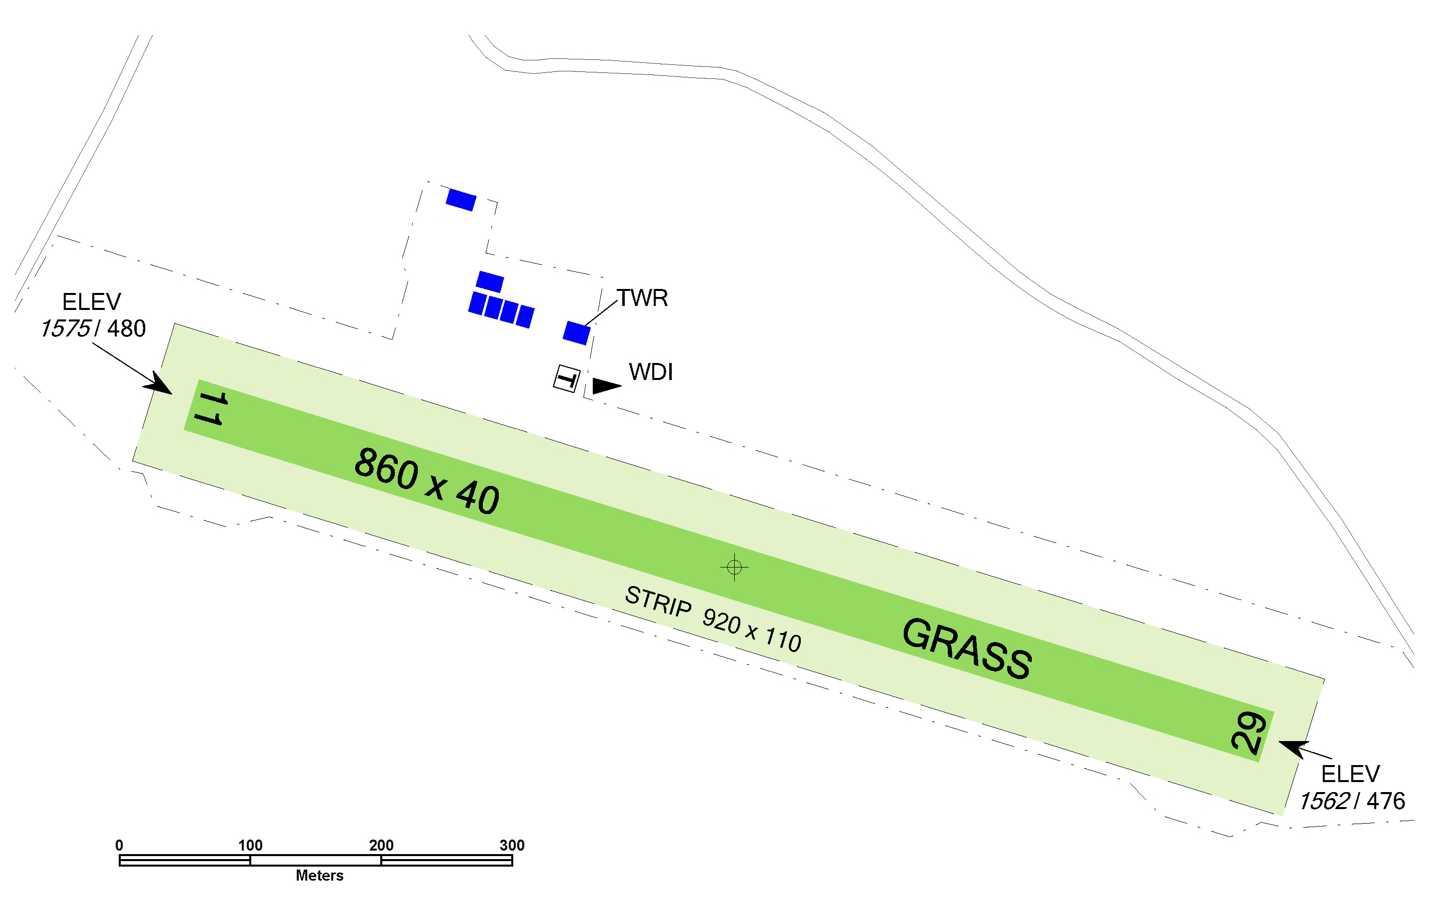 TWR
ELEV
1575 / 480
WDI
T
11
860 x 40
STRIP 920 x 110
GRASS
29
ELEV
1562 / 476
0 100 200 300
Meters